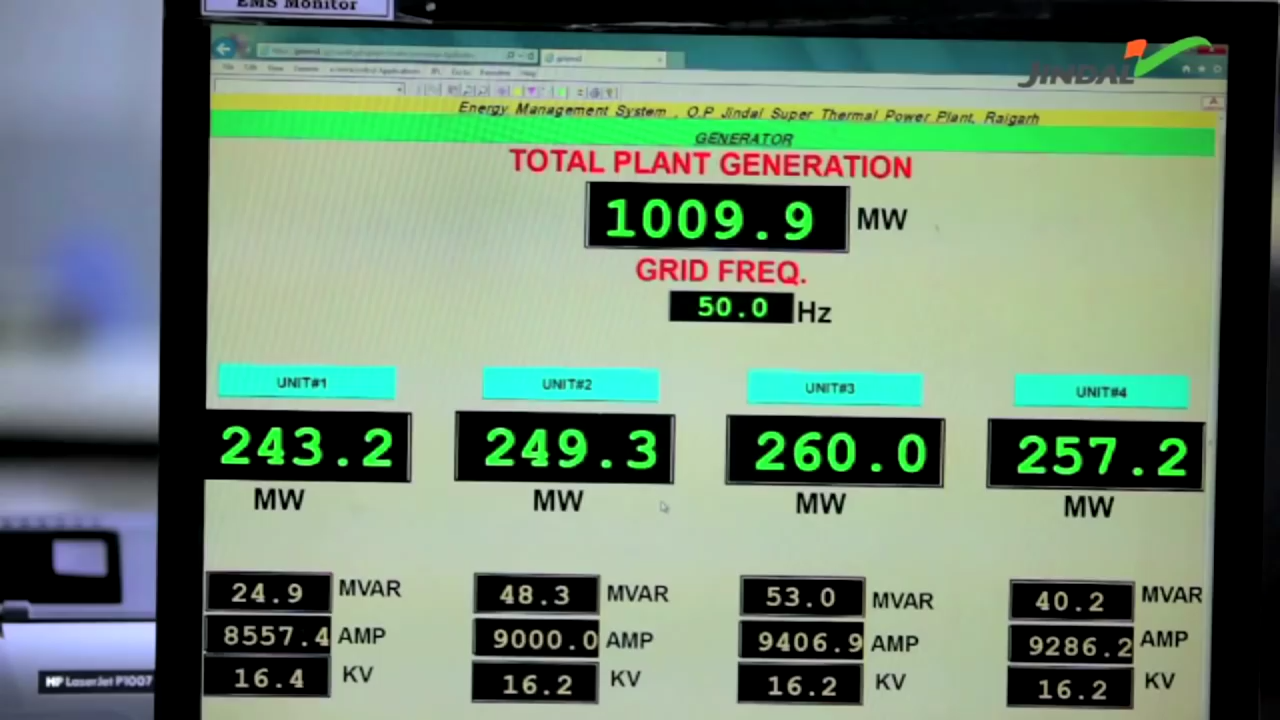 EMS Monitor
JINDAL
Energy Management System , O.P Jindal Super Thermal Power Plant, Raigarh
GENERATOR
TOTAL PLANT GENERATION
1009.9 MW
GRID FREQ.
50.0 Hz
UNIT#1 UNIT#2 UNIT#3 UNIT#4
243.2 249.3 260.0 257.2
MW MW MW MW
24.9 MVAR 48.3 MVAR 53.0 MVAR 40.2 MVAR
8557.4 AMP 9000.0 AMP 9406.9 AMP 9286.2 AMP
16.4 KV 16.2 KV 16.2 KV 16.2 KV
HP LaserJet P1007